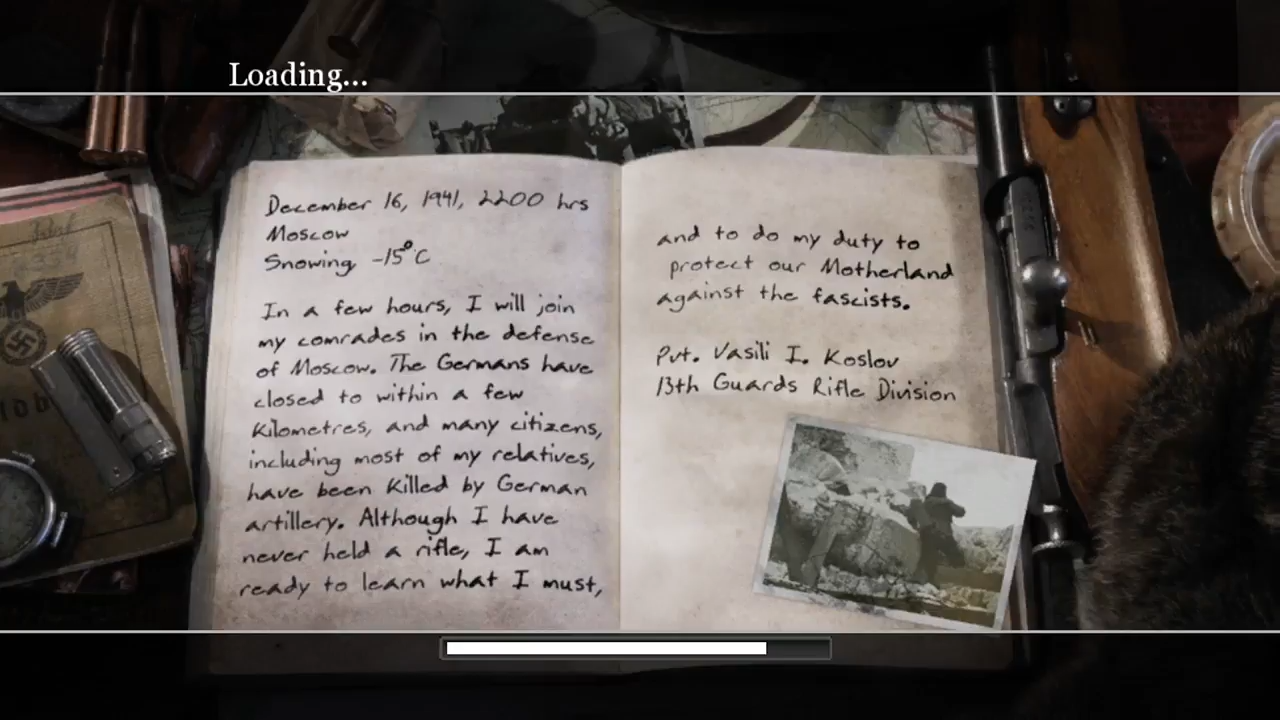 Loading...
December 16, 1941, 2200 hrs
Moscow
Snowing -15°C
In a few hours, I will join
my comrades in the defense
of Moscow. The Germans have
closed to within a few
kilometres, and many citizens,
including most of my relatives,
have been killed by German
artillery. Although I have
never held a rifle, I am
ready to learn what I must,
and to do my duty to
protect our Motherland
against the fascists.
Pvt. Vasili I. Koslov
13th Guards Rifle Division